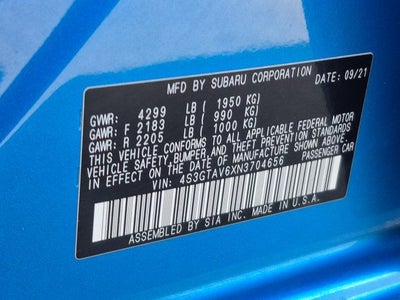 MFD BY SUBARU CORPORATION DATE: 09/21
GVWR: 4299 LB ( 1950 KG)
GAWR: F 2183 LB ( 990 KG)
GAWR: R 2205 LB ( 1000 KG)
THIS VEHICLE CONFORMS TO ALL APPLICABLE FEDERAL MOTOR
VEHICLE SAFETY, BUMPER, AND THEFT PREVENTION STANDARDS
IN EFFECT ON THE DATE OF MANUFACTURE SHOWN ABOVE.
VIN: 4S3GTAV6XN3704656 PASSENGER CAR
ASSEMBLED BY SIA INC. MADE IN U.S.A.